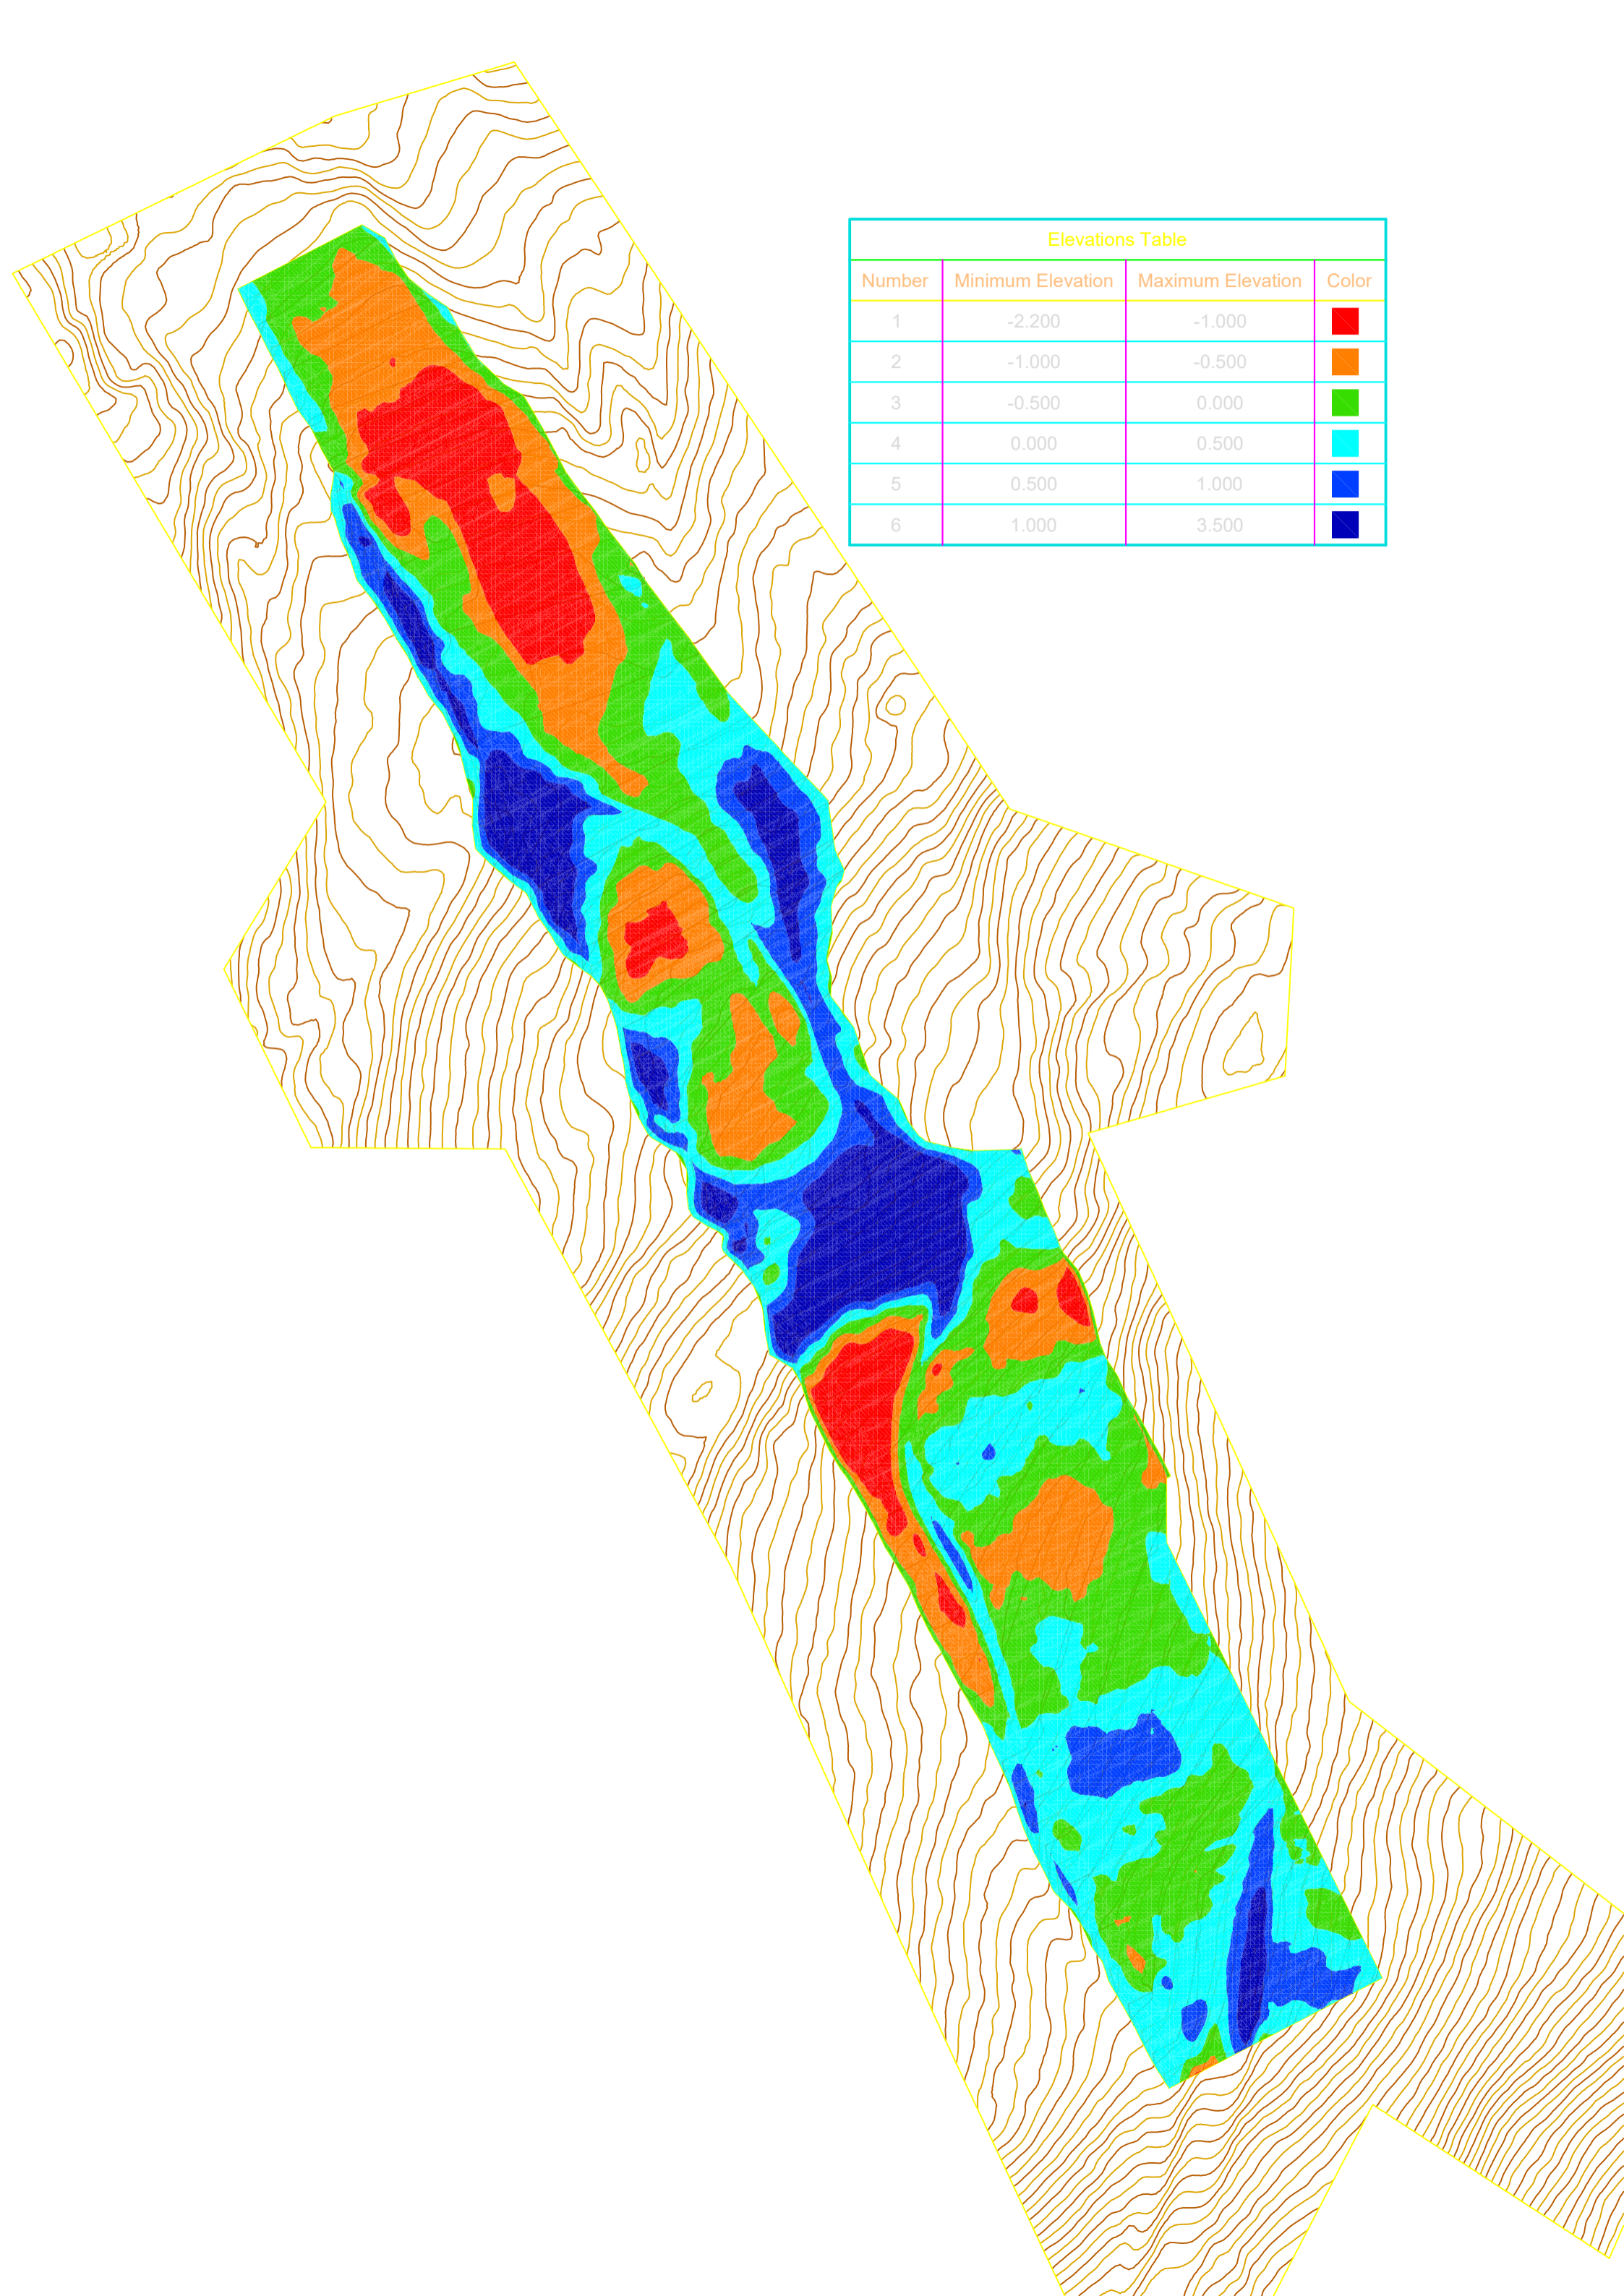 Elevations Table
Number Minimum Elevation Maximum Elevation Color
1 -2.200 -1.000
2 -1.000 -0.500
3 -0.500 0.000
4 0.000 0.500
5 0.500 1.000
6 1.000 3.500